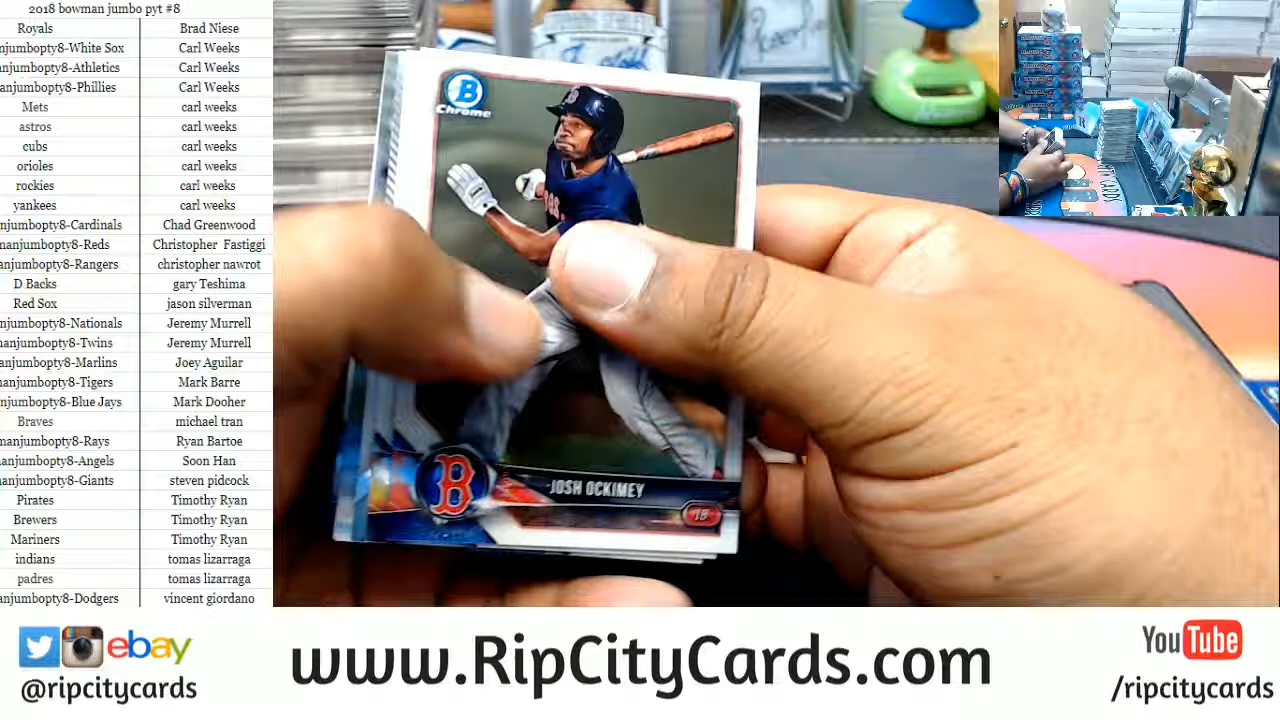 2018 bowman jumbo pyt #8
Royals Brad Niese
anjumbopty8-White Sox Carl Weeks
anjumbopty8-Athletics Carl Weeks
anjumbopty8-Phillies Carl Weeks
Mets carl weeks
astros carl weeks
cubs carl weeks
orioles carl weeks
rockies carl weeks
yankees carl weeks
anjumbopty8-Cardinals Chad Greenwood
manjumbopty8-Reds Christopher Fastiggi
anjumbopty8-Rangers christopher nawrot
D Backs gary Teshima
Red Sox jason silverman
njumbopty8-Nationals Jeremy Murrell
manjumbopty8-Twins Jeremy Murrell
anjumbopty8-Marlins Joey Aguilar
manjumbopty8-Tigers Mark Barre
njumbopty8-Blue Jays Mark Dooher
Braves michael tran
manjumbopty8-Rays Ryan Bartoe
anjumbopty8-Angels Soon Han
anjumbopty8-Giants steven pidcock
Pirates Timothy Ryan
Brewers Timothy Ryan
Mariners Timothy Ryan
indians tomas lizarraga
padres tomas lizarraga
anjumbopty8-Dodgers vincent giordano
B
Chrome
B
B
JOSH OCKIMEY
1B
ebay
@ripcitycards
www.RipCityCards.com
YouTube
/ripcitycards